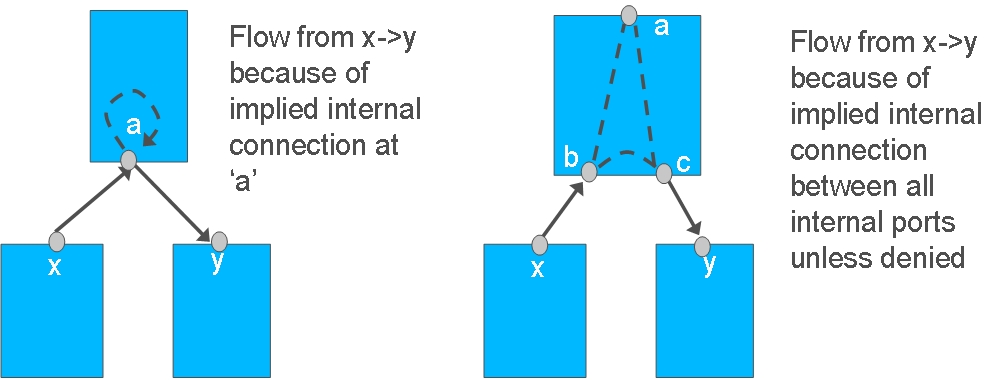 a
Flow from x->y
because of
implied internal
connection at
‘a’
x
y
a
b
c
x
y
Flow from x->y
because of
implied internal
connection
between all
internal ports
unless denied